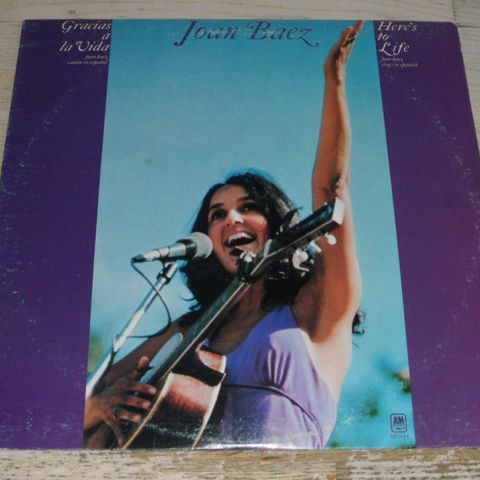 Gracias
a
la Vida
joan baez
canta en español
Joan Baez
Here's
to
Life
joan baez
sings in spanish
A&M